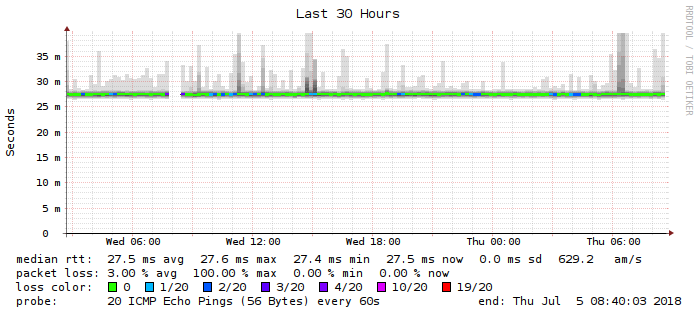 Last 30 Hours
RRDTOOL / TOBI OETIKER
Seconds
35 m
30 m
25 m
20 m
15 m
10 m
5 m
0
Wed 06:00 Wed 12:00 Wed 18:00 Thu 00:00 Thu 06:00
median rtt: 27.5 ms avg 27.6 ms max 27.4 ms min 27.5 ms now 0.0 ms sd 629.2 am/s
packet loss: 3.00 % avg 100.00 % max 0.00 % min 0.00 % now
loss color: 0 1/20 2/20 3/20 4/20 10/20 19/20
probe: 20 ICMP Echo Pings (56 Bytes) every 60s end: Thu Jul 5 08:40:03 2018